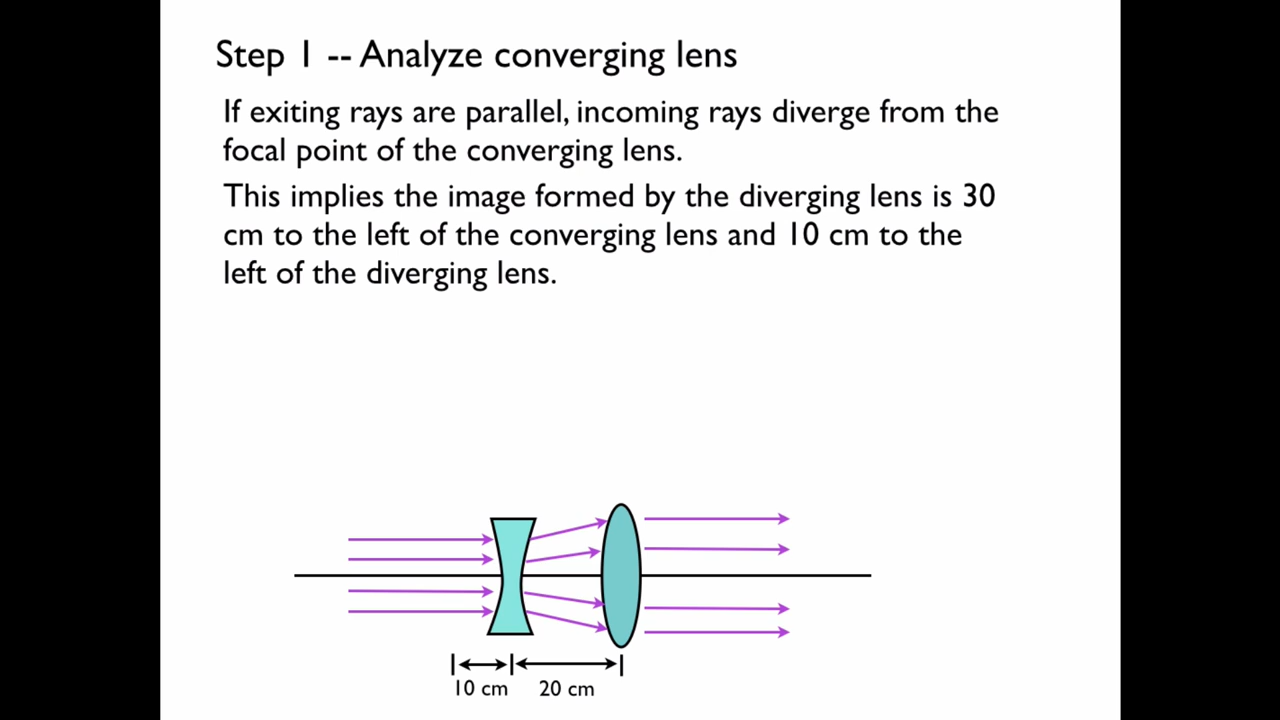 Step 1 -- Analyze converging lens
If exiting rays are parallel, incoming rays diverge from the
focal point of the converging lens.
This implies the image formed by the diverging lens is 30
cm to the left of the converging lens and 10 cm to the
left of the diverging lens.
10 cm
20 cm